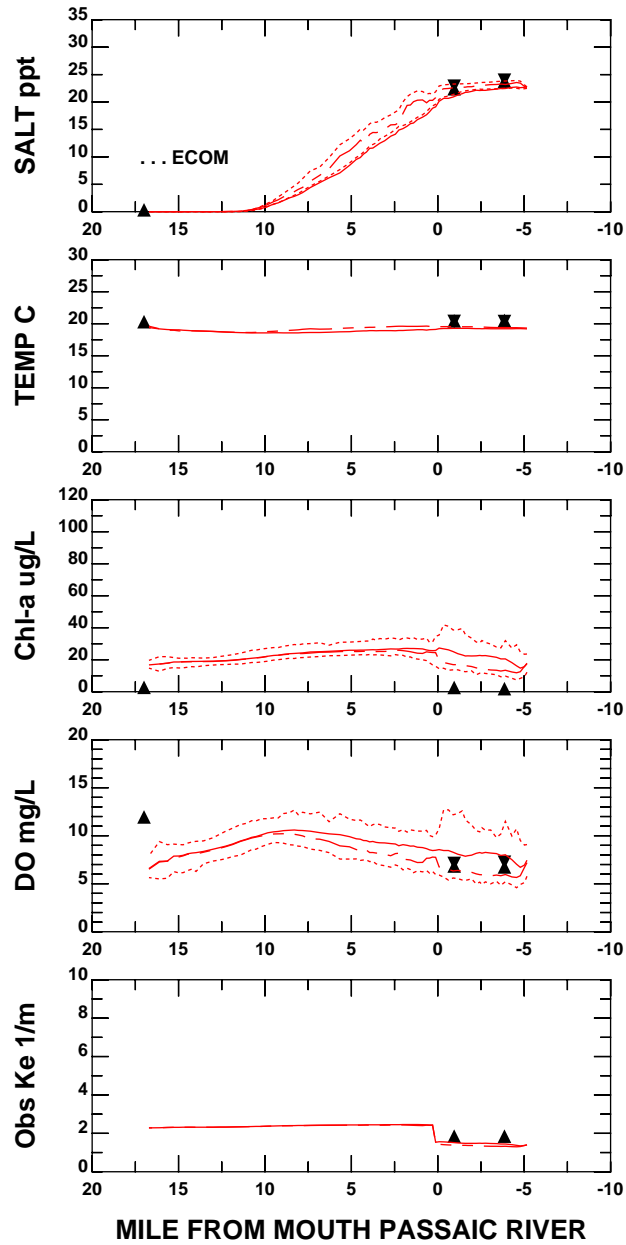 35
30
25
20
15
10
5
0
SALT ppt
. . . ECOM
20 15 10 5 0 -5 -10
30
25
20
15
10
5
0
TEMP C
20 15 10 5 0 -5 -10
120
100
80
60
40
20
0
Chl-a ug/L
20 15 10 5 0 -5 -10
20
15
10
5
0
DO mg/L
20 15 10 5 0 -5 -10
10
8
6
4
2
0
Obs Ke 1/m
20 15 10 5 0 -5 -10
MILE FROM MOUTH PASSAIC RIVER